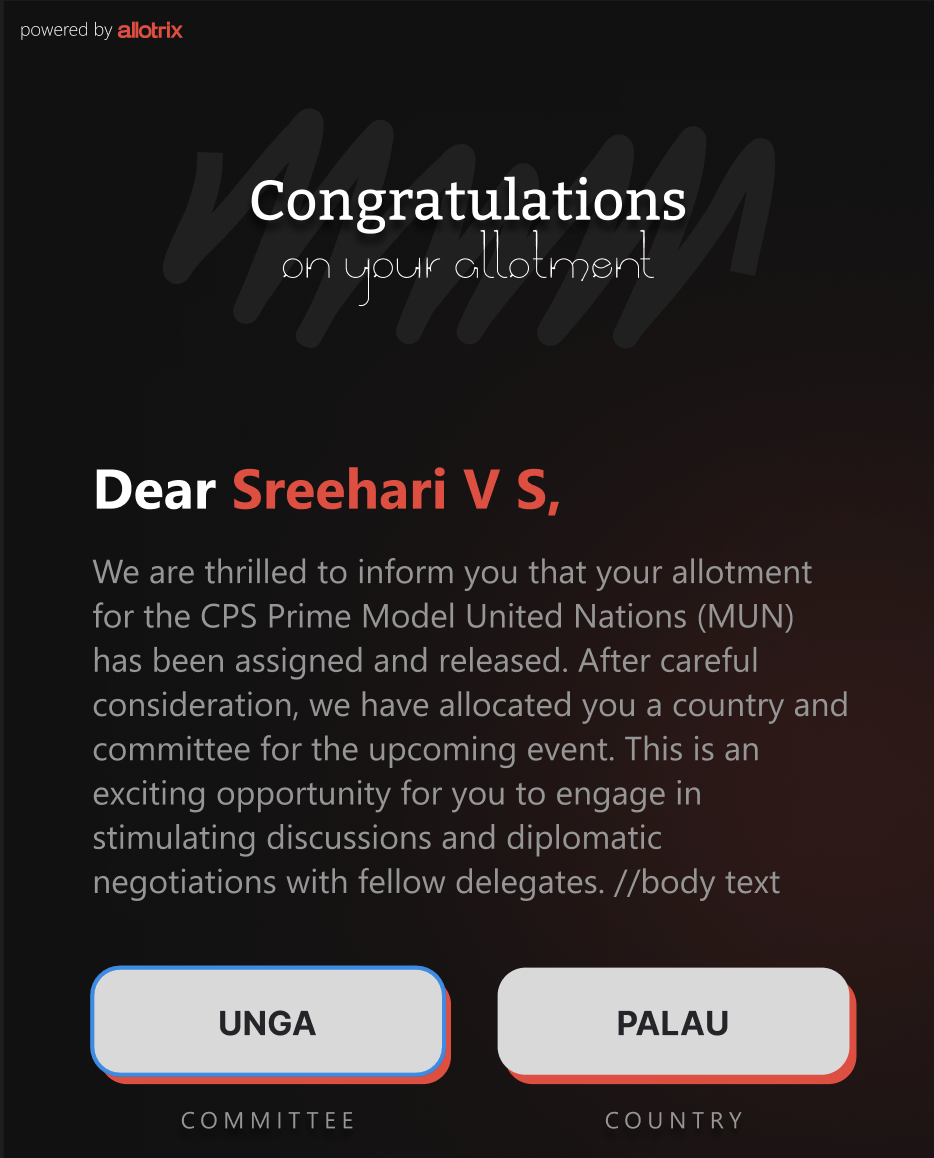 powered by allotrix
Congratulations
on your allotment
Dear Sreehari V S,
We are thrilled to inform you that your allotment
for the CPS Prime Model United Nations (MUN)
has been assigned and released. After careful
consideration, we have allocated you a country and
committee for the upcoming event. This is an
exciting opportunity for you to engage in
stimulating discussions and diplomatic
negotiations with fellow delegates. //body text
UNGA
PALAU
COMMITTEE
COUNTRY